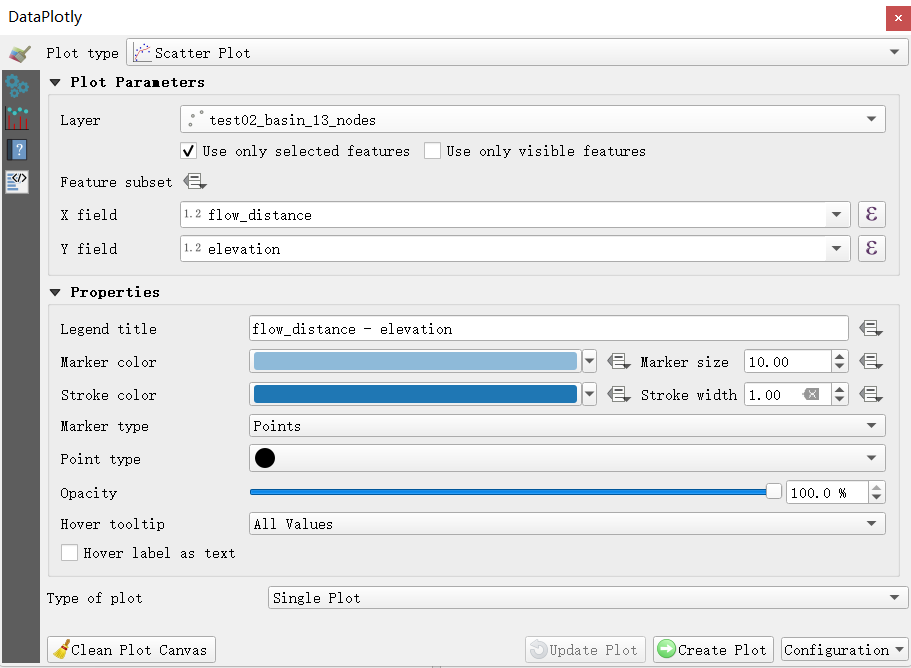 DataPlotly
Plot type Scatter Plot
Plot Parameters
Layer test02_basin_13_nodes
Use only selected features Use only visible features
Feature subset
X field 1.2 flow_distance ε
Y field 1.2 elevation ε
Properties
Legend title flow_distance - elevation
Marker color Marker size 10.00
Stroke color Stroke width 1.00
Marker type Points
Point type
Opacity 100.0 %
Hover tooltip All Values
Hover label as text
Type of plot Single Plot
Clean Plot Canvas Update Plot Create Plot Configuration